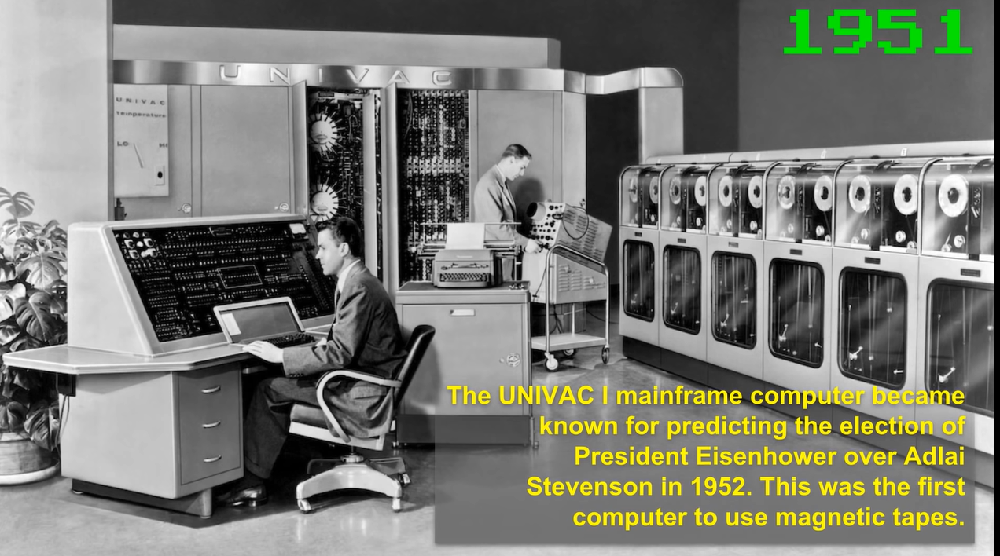 1951
UNIVAC
UNIVAC
Temperature
LO HI
The UNIVAC I mainframe computer became
known for predicting the election of
President Eisenhower over Adlai
Stevenson in 1952. This was the first
computer to use magnetic tapes.